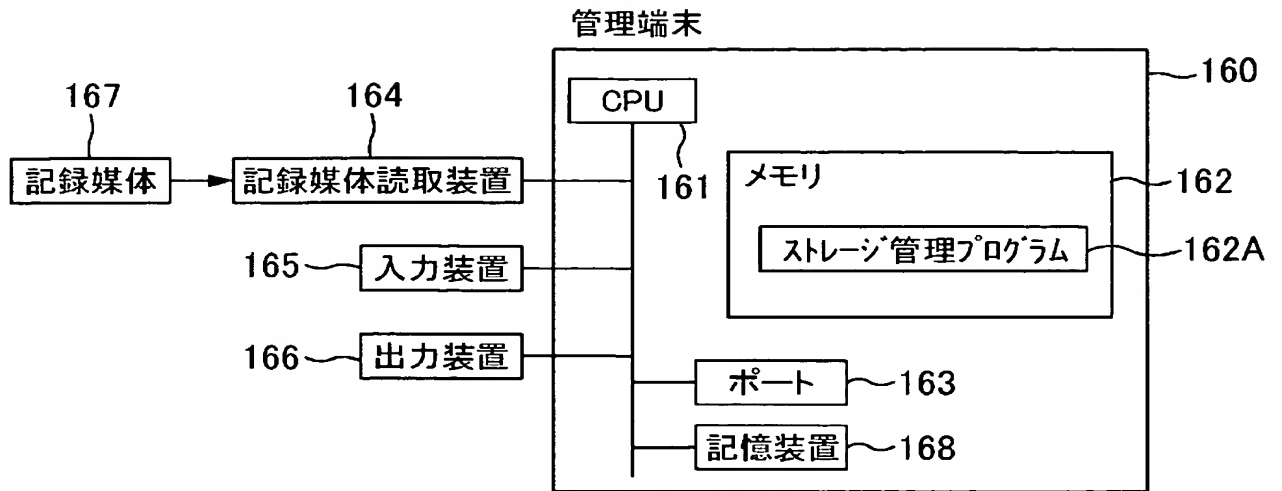 管理端末
160
CPU
161
167
164
記録媒体
記録媒体読取装置
メモリ
162
ストレージ管理プログラム
162A
165
入力装置
166
出力装置
ポート
163
記憶装置
168